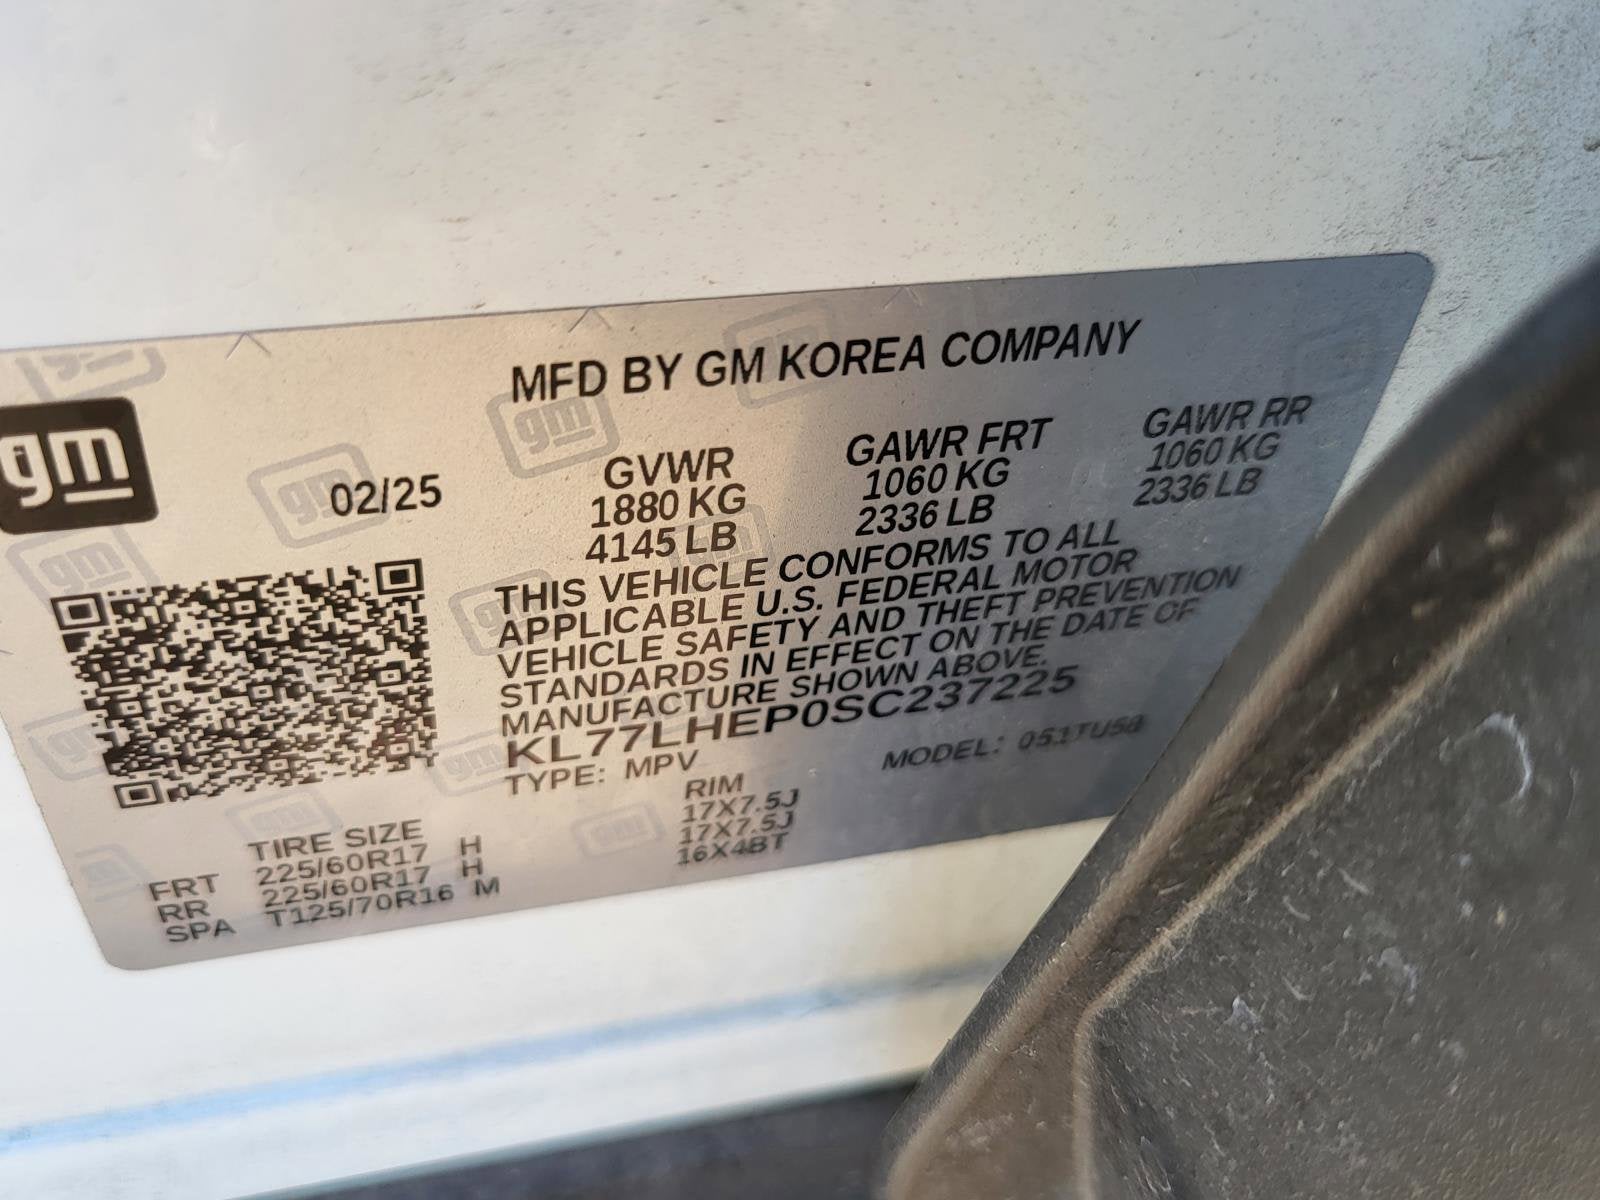 MFD BY GM KOREA COMPANY
gm
02/25
GVWR GAWR FRT GAWR RR
1880 KG 1060 KG 1060 KG
4145 LB 2336 LB 2336 LB
THIS VEHICLE CONFORMS TO ALL
APPLICABLE U.S. FEDERAL MOTOR
VEHICLE SAFETY AND THEFT PREVENTION
STANDARDS IN EFFECT ON THE DATE OF
MANUFACTURE SHOWN ABOVE.
KL77LHEP0SC237225
TYPE: MPV MODEL:
TIRE SIZE RIM
FRT 225/60R17 H 17X7.5J
RR 225/60R17 H 17X7.5J
SPA T125/70R16 M 16X4BT